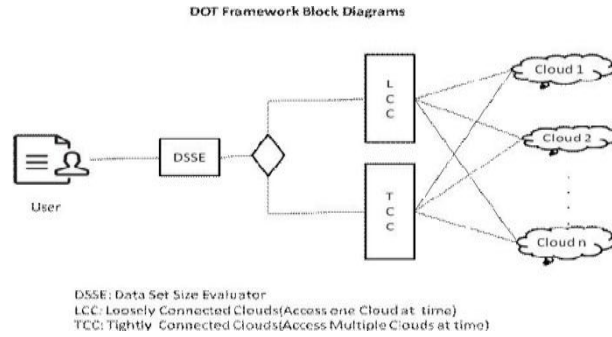 DOT Framework Block Diagrams
User
DSSE
L
C
C
T
C
C
Cloud 1
Cloud 2
Cloud n
DSSE: Data Set Size Evaluator
LCC: Loosely Connected Clouds(Access one Cloud at time)
TCC: Tightly Connected Clouds(Access Multiple Clouds at time)